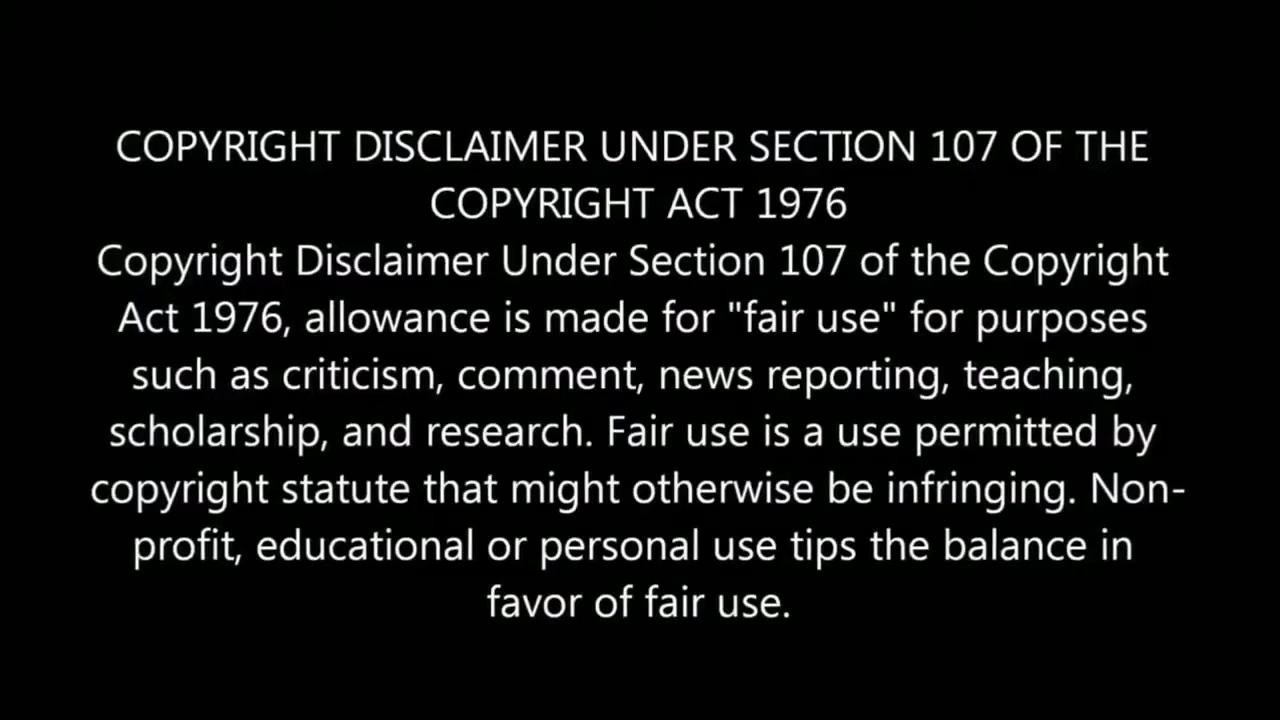 COPYRIGHT DISCLAIMER UNDER SECTION 107 OF THE
COPYRIGHT ACT 1976
Copyright Disclaimer Under Section 107 of the Copyright
Act 1976, allowance is made for "fair use" for purposes
such as criticism, comment, news reporting, teaching,
scholarship, and research. Fair use is a use permitted by
copyright statute that might otherwise be infringing. Non-
profit, educational or personal use tips the balance in
favor of fair use.